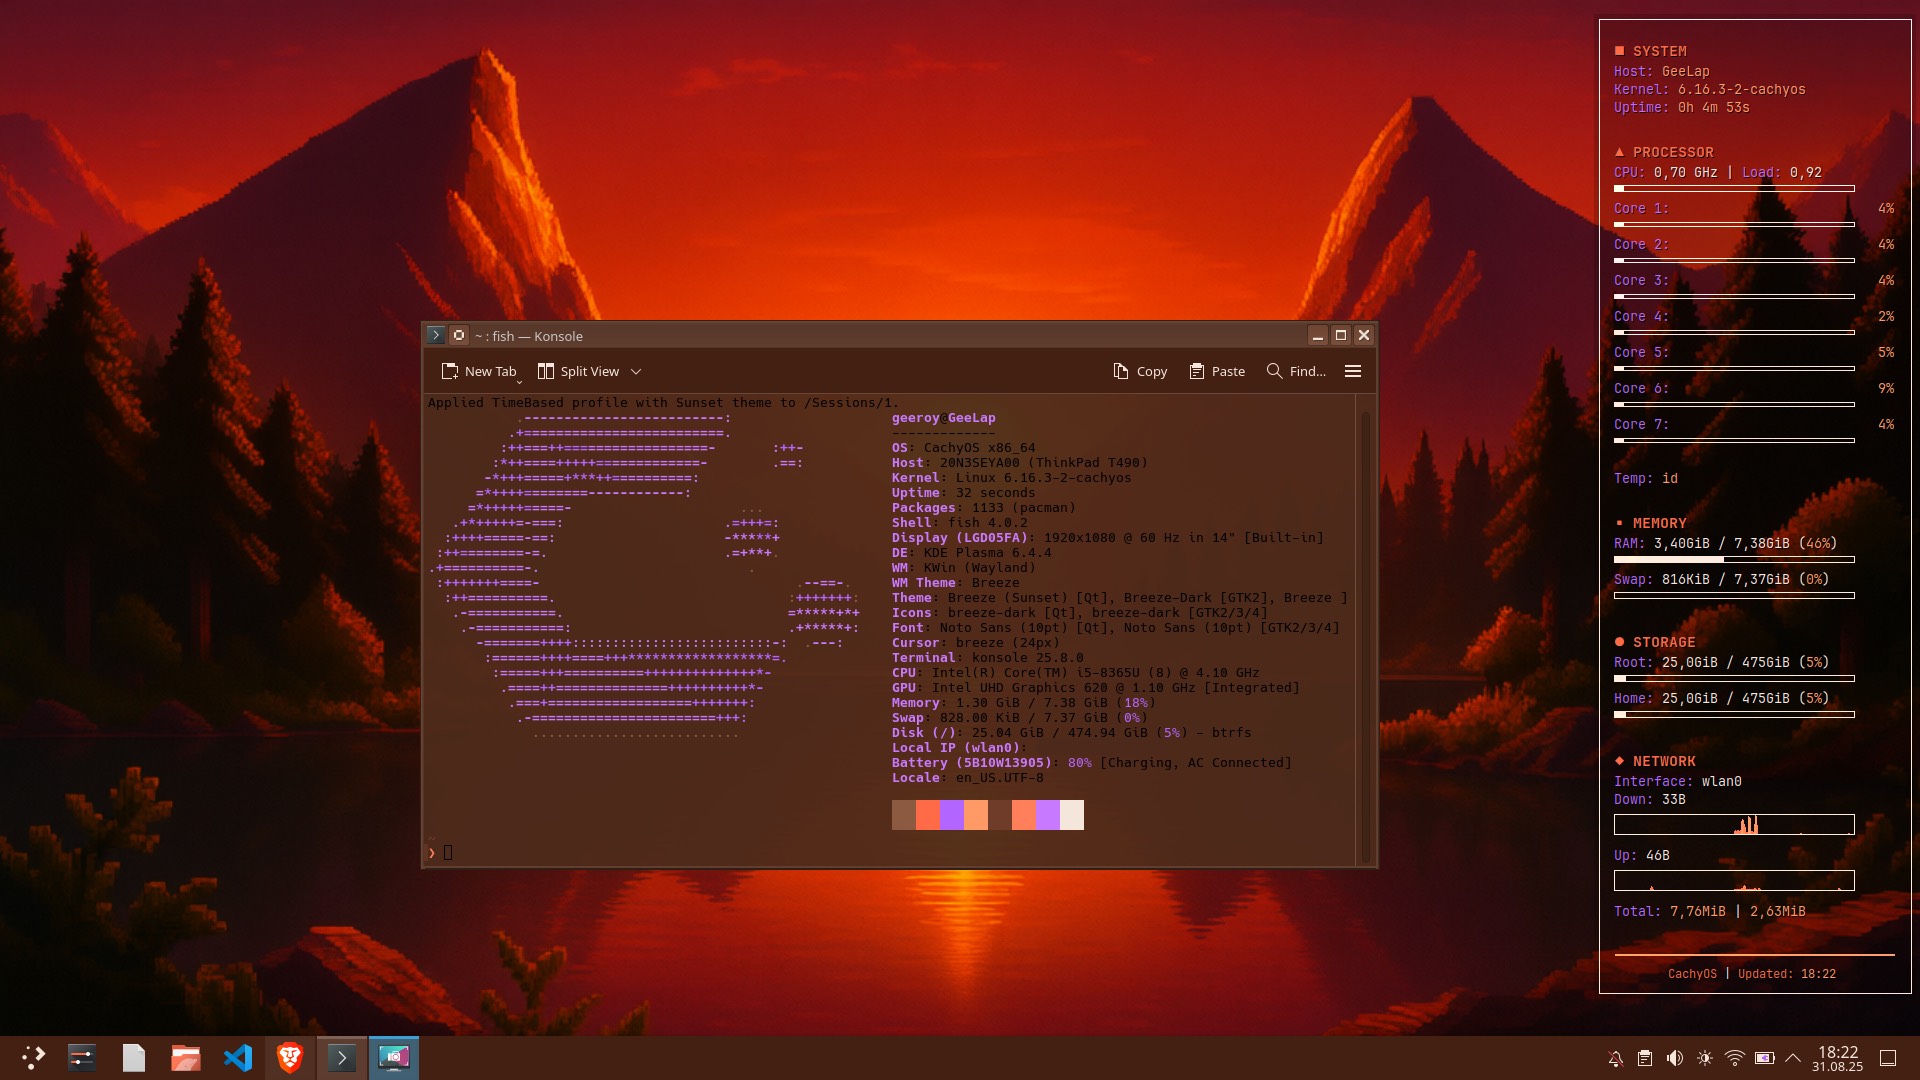 ~ : fish — Konsole
New Tab
Split View
Copy
Paste
Find...
Applied TimeBased profile with Sunset theme to /Sessions/1.
geeroy@GeeLap
-------------
OS: CachyOS x86_64
Host: 20N3SEYA00 (ThinkPad T490)
Kernel: Linux 6.16.3-2-cachyos
Uptime: 32 seconds
Packages: 1133 (pacman)
Shell: fish 4.0.2
Display (LGD05FA): 1920x1080 @ 60 Hz in 14" [Built-in]
DE: KDE Plasma 6.4.4
WM: KWin (Wayland)
WM Theme: Breeze
Theme: Breeze (Sunset) [Qt], Breeze-Dark [GTK2], Breeze ]
Icons: breeze-dark [Qt], breeze-dark [GTK2/3/4]
Font: Noto Sans (10pt) [Qt], Noto Sans (10pt) [GTK2/3/4]
Cursor: breeze (24px)
Terminal: konsole 25.8.0
CPU: Intel(R) Core(TM) i5-8365U (8) @ 4.10 GHz
GPU: Intel UHD Graphics 620 @ 1.10 GHz [Integrated]
Memory: 1.30 GiB / 7.38 GiB (18%)
Swap: 828.00 KiB / 7.37 GiB (0%)
Disk (/): 25.04 GiB / 474.94 GiB (5%) - btrfs
Local IP (wlan0):
Battery (5B10W13905): 80% [Charging, AC Connected]
Locale: en_US.UTF-8
~
❯
■ SYSTEM
Host: GeeLap
Kernel: 6.16.3-2-cachyos
Uptime: 0h 4m 53s
▲ PROCESSOR
CPU: 0,70 GHz | Load: 0,92
Core 1: 4%
Core 2: 4%
Core 3: 4%
Core 4: 2%
Core 5: 5%
Core 6: 9%
Core 7: 4%
Temp: id
▪ MEMORY
RAM: 3,40GiB / 7,38GiB (46%)
Swap: 816KiB / 7,37GiB (0%)
● STORAGE
Root: 25,0GiB / 475GiB (5%)
Home: 25,0GiB / 475GiB (5%)
◆ NETWORK
Interface: wlan0
Down: 33B
Up: 46B
Total: 7,76MiB | 2,63MiB
CachyOS | Updated: 18:22
18:22
31.08.25